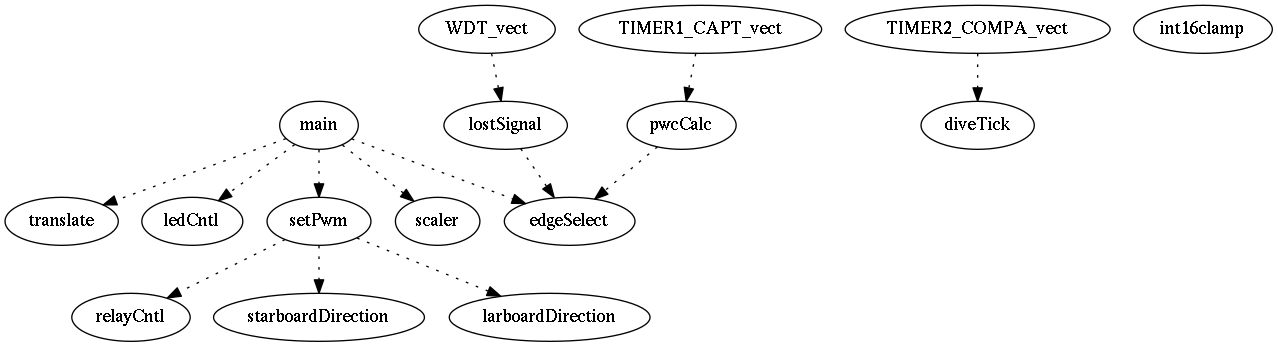 WDT_vect
TIMER1_CAPT_vect
TIMER2_COMPA_vect
int16clamp
main
lostSignal
pwcCalc
diveTick
translate
ledCntl
setPwm
scaler
edgeSelect
relayCntl
starboardDirection
larboardDirection